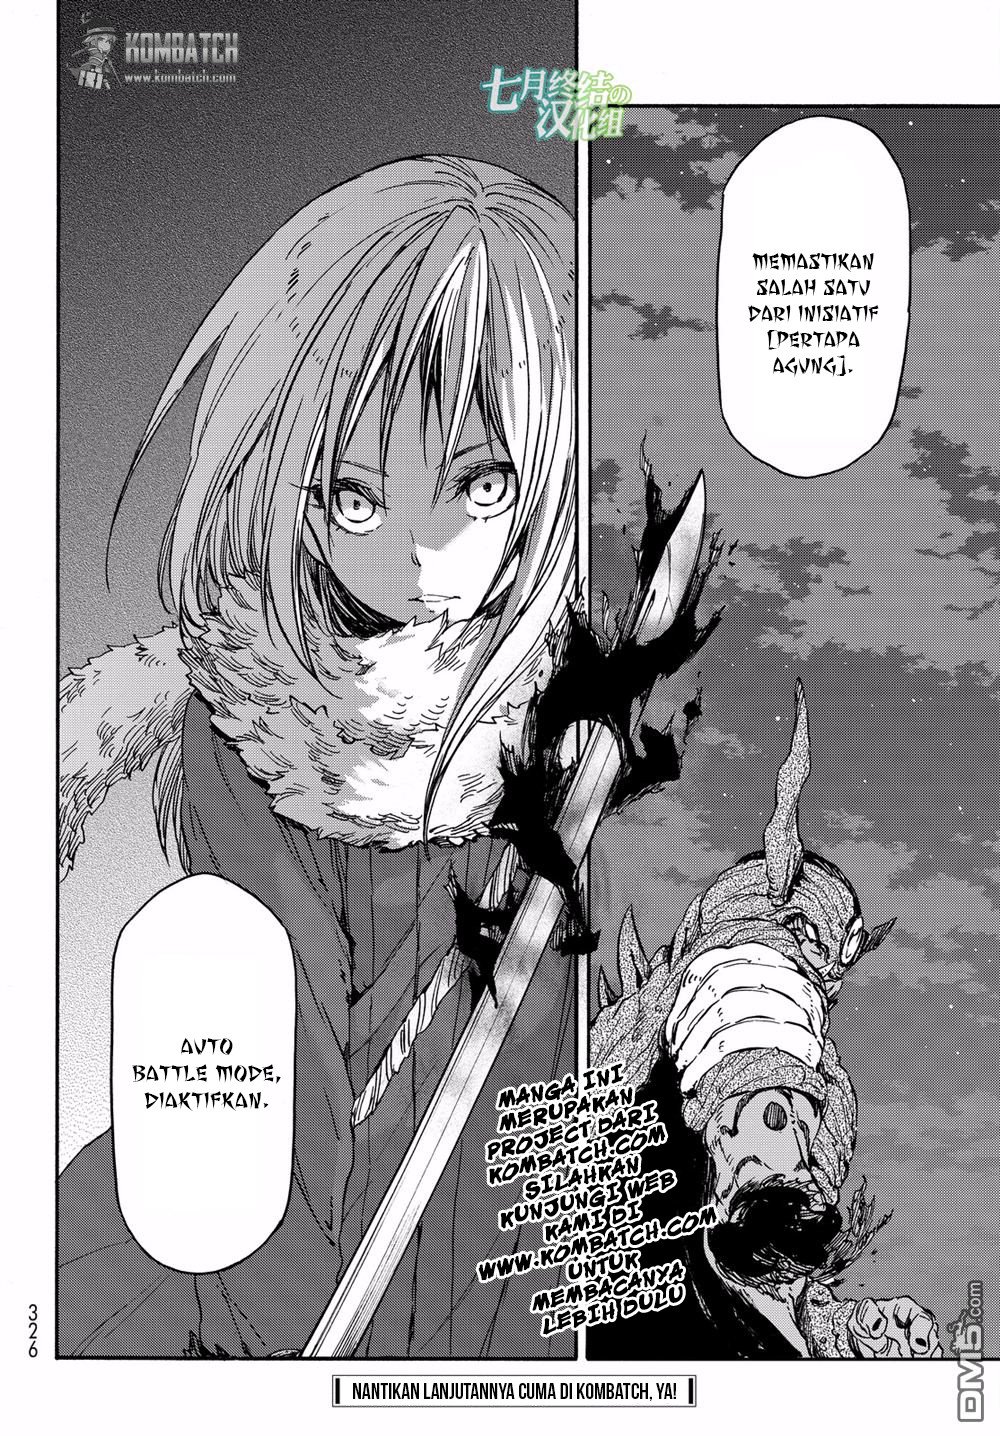 KOMBATCH
www.kombatch.com
七月终结の
汉化组
MEMASTIKAN
SALAH SATU
DARI INISIATIF
[PERTAPA
AGUNG].
AUTO
BATTLE MODE,
DIAKTIFKAN.
MANGA INI
MERUPAKAN
PROJECT DARI
KOMBATCH.COM
SILAHKAN
KUNJUNGI WEB
KAMI DI
WWW.KOMBATCH.COM
UNTUK
MEMBACANYA
LEBIH DULU
326
NANTIKAN LANJUTANNYA CUMA DI KOMBATCH, YA!
DM5.com